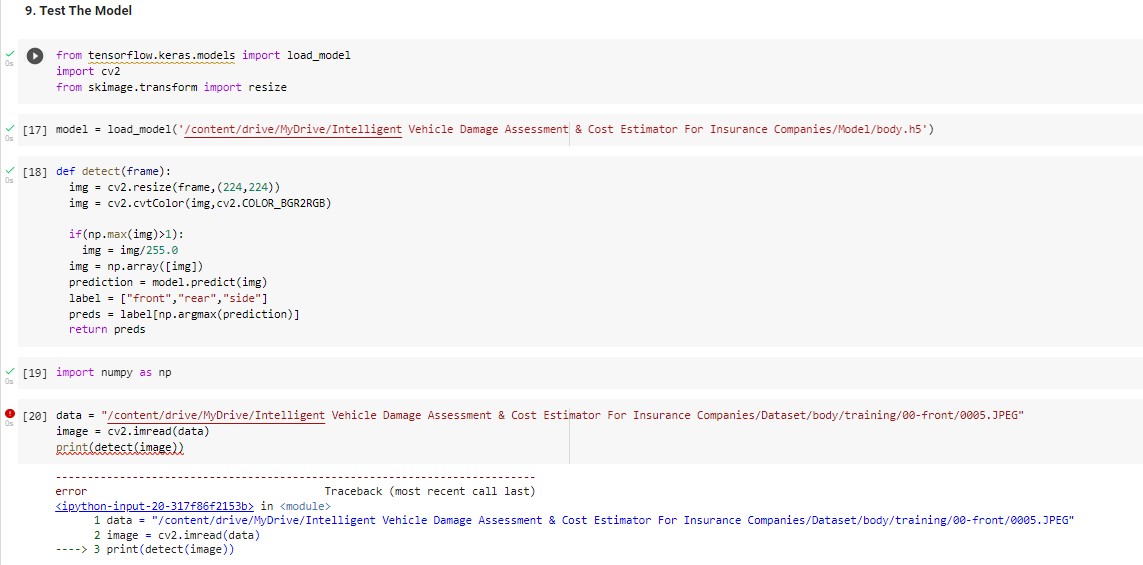 9. Test The Model
0s
from tensorflow.keras.models import load_model
import cv2
from skimage.transform import resize
0s
[17] model = load_model('/content/drive/MyDrive/Intelligent Vehicle Damage Assessment & Cost Estimator For Insurance Companies/Model/body.h5')
0s
[18] def detect(frame):
img = cv2.resize(frame,(224,224))
img = cv2.cvtColor(img,cv2.COLOR_BGR2RGB)
if(np.max(img)>1):
img = img/255.0
img = np.array([img])
prediction = model.predict(img)
label = ["front","rear","side"]
preds = label[np.argmax(prediction)]
return preds
0s
[19] import numpy as np
0s
[20] data = "/content/drive/MyDrive/Intelligent Vehicle Damage Assessment & Cost Estimator For Insurance Companies/Dataset/body/training/00-front/0005.JPEG"
image = cv2.imread(data)
print(detect(image))
---------------------------------------------------------------------------
error Traceback (most recent call last)
<ipython-input-20-317f86f2153b> in <module>
1 data = "/content/drive/MyDrive/Intelligent Vehicle Damage Assessment & Cost Estimator For Insurance Companies/Dataset/body/training/00-front/0005.JPEG"
2 image = cv2.imread(data)
----> 3 print(detect(image))